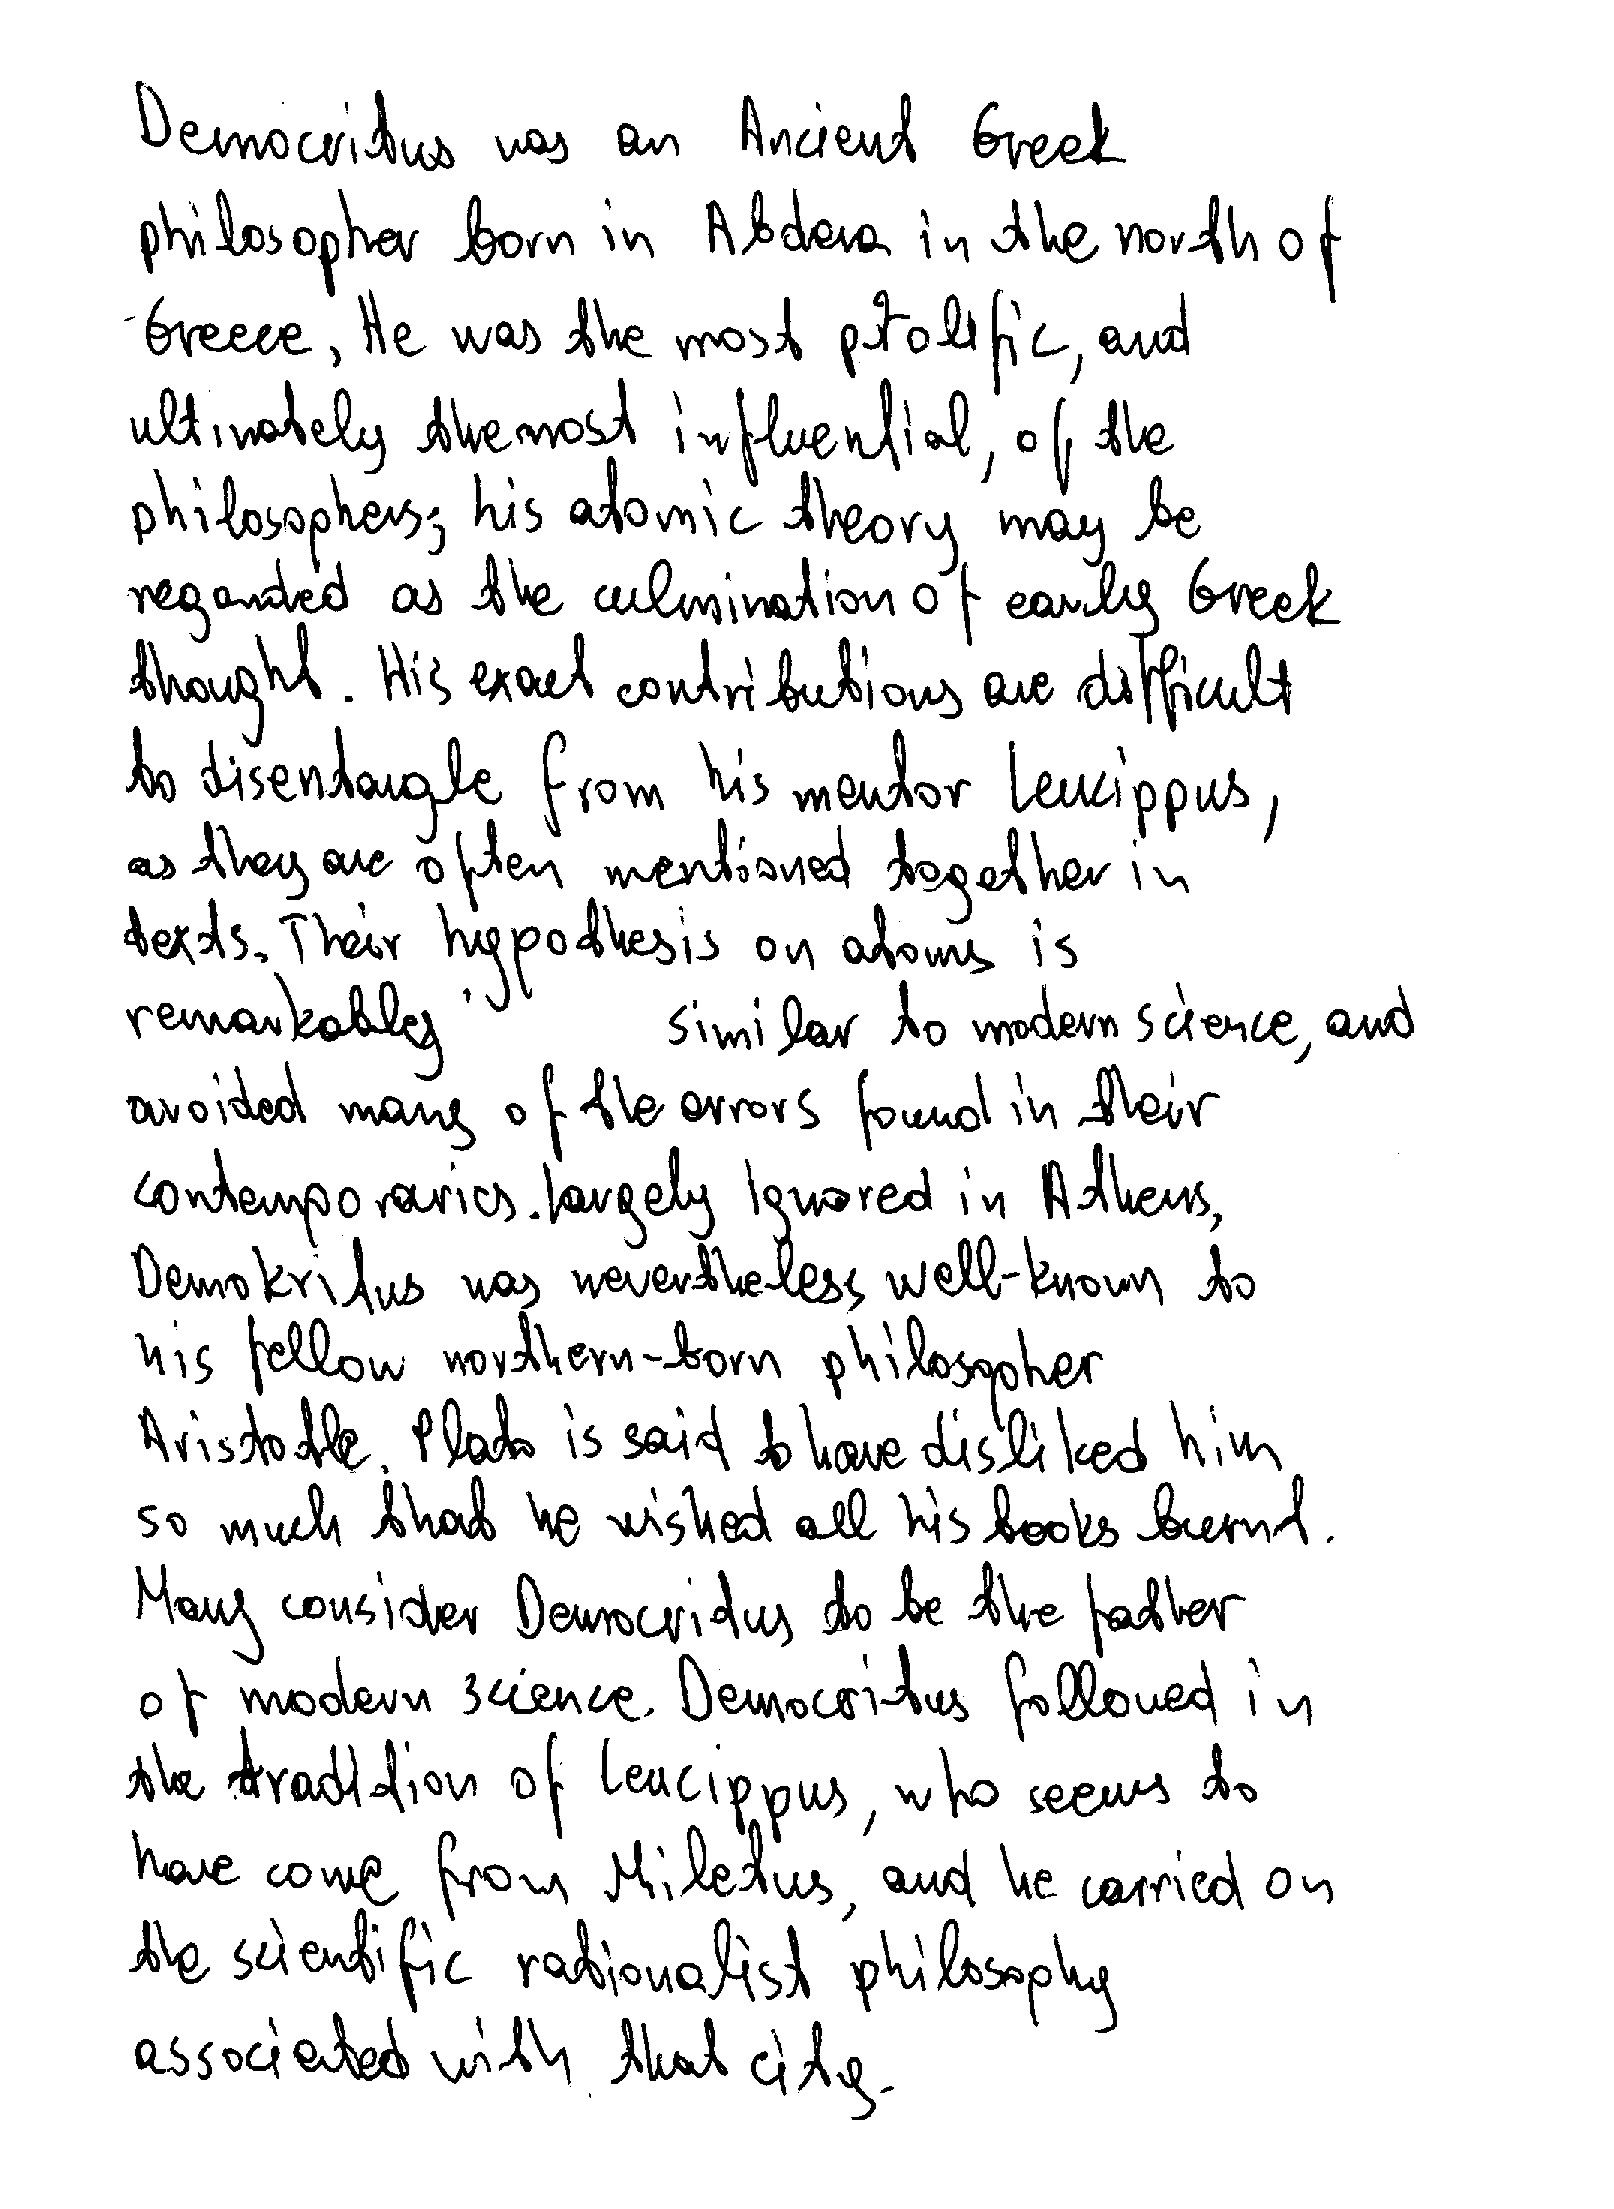 Democritus was an Ancient Greek
philosopher born in Abdera in the north of
Greece, He was the most prolific, and
ultimately the most influential, of the
philosophers; his atomic theory may be
regarded as the culmination of early Greek
thought. His exact contributions are difficult
to disentangle from his mentor Leucippus,
as they are often mentioned together in
texts. Their hypothesis on atoms is
remarkably similar to modern science, and
avoided many of the errors found in their
contemporaries. Largely ignored in Athens,
Demokritus was nevertheless well-known to
his fellow northern-born philosopher
Aristotle. Plato is said to have disliked him
so much that he wished all his books burnt.
Many consider Democritus to be the father
of modern science. Democritus followed in
the tradition of Leucippus, who seems to
have come from Miletus, and he carried on
the scientific rationalist philosophy
associated with that city.